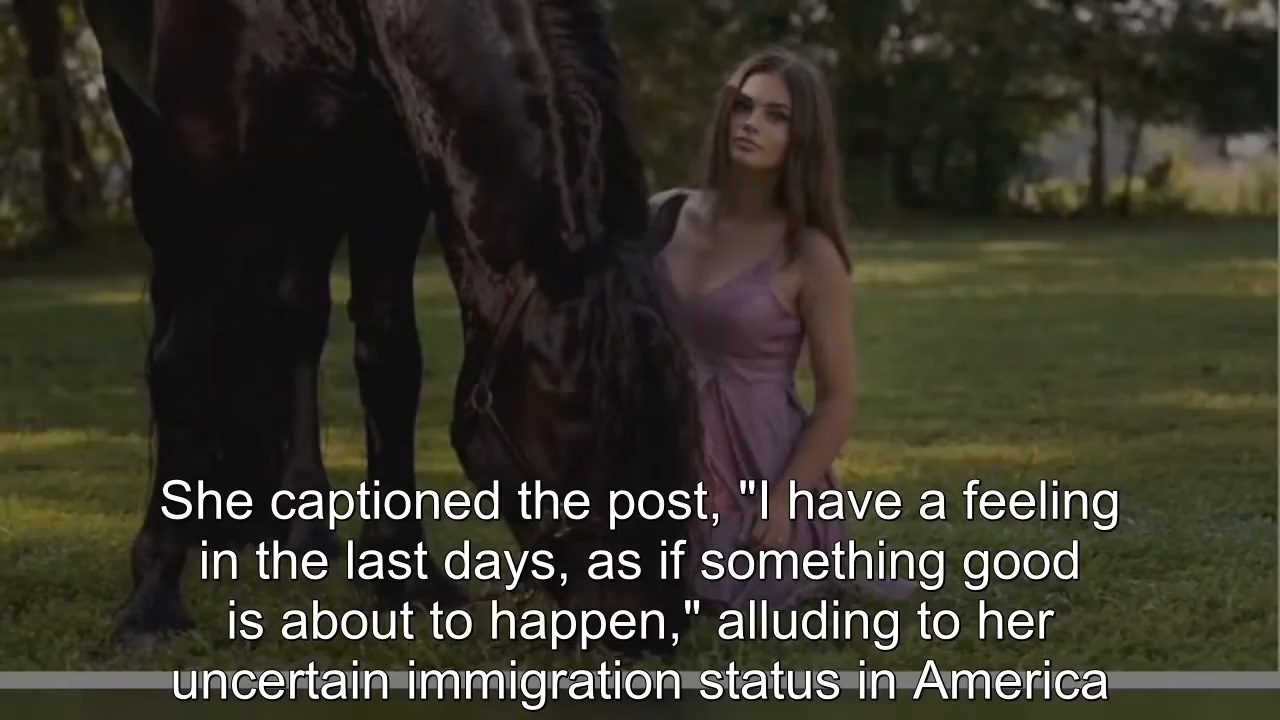 She captioned the post, "I have a feeling
in the last days, as if something good
is about to happen," alluding to her
uncertain immigration status in America